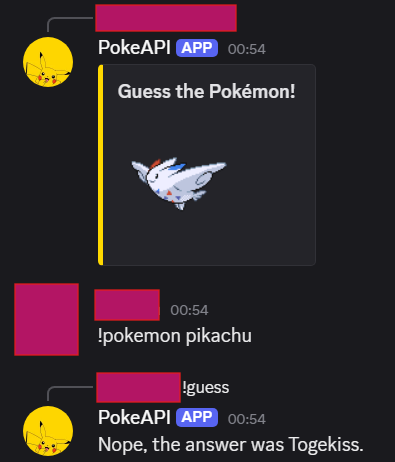 PokeAPI APP 00:54
Guess the Pokémon!
00:54
!pokemon pikachu
!guess
PokeAPI APP 00:54
Nope, the answer was Togekiss.